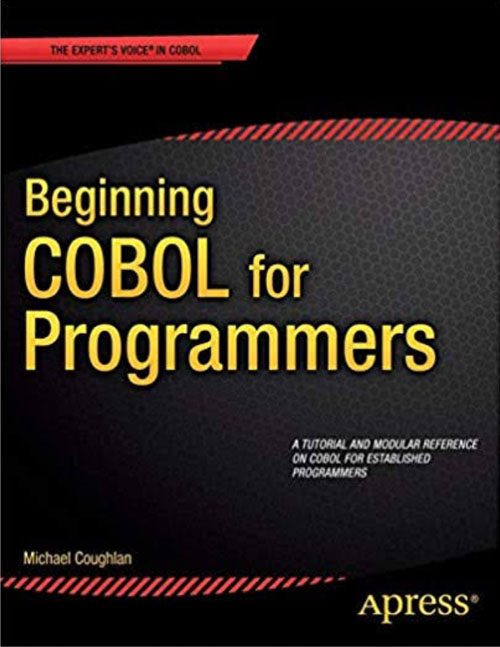 THE EXPERT'S VOICE® IN COBOL
Beginning
COBOL for
Programmers
A TUTORIAL AND MODULAR REFERENCE
ON COBOL FOR ESTABLISHED
PROGRAMMERS
Michael Coughlan
Apress®